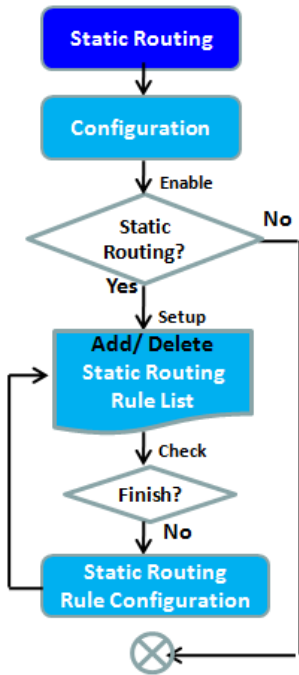 Static Routing
Configuration
Enable
Static
Routing?
No
Yes
Setup
Add/ Delete
Static Routing
Rule List
Check
Finish?
No
Static Routing
Rule Configuration